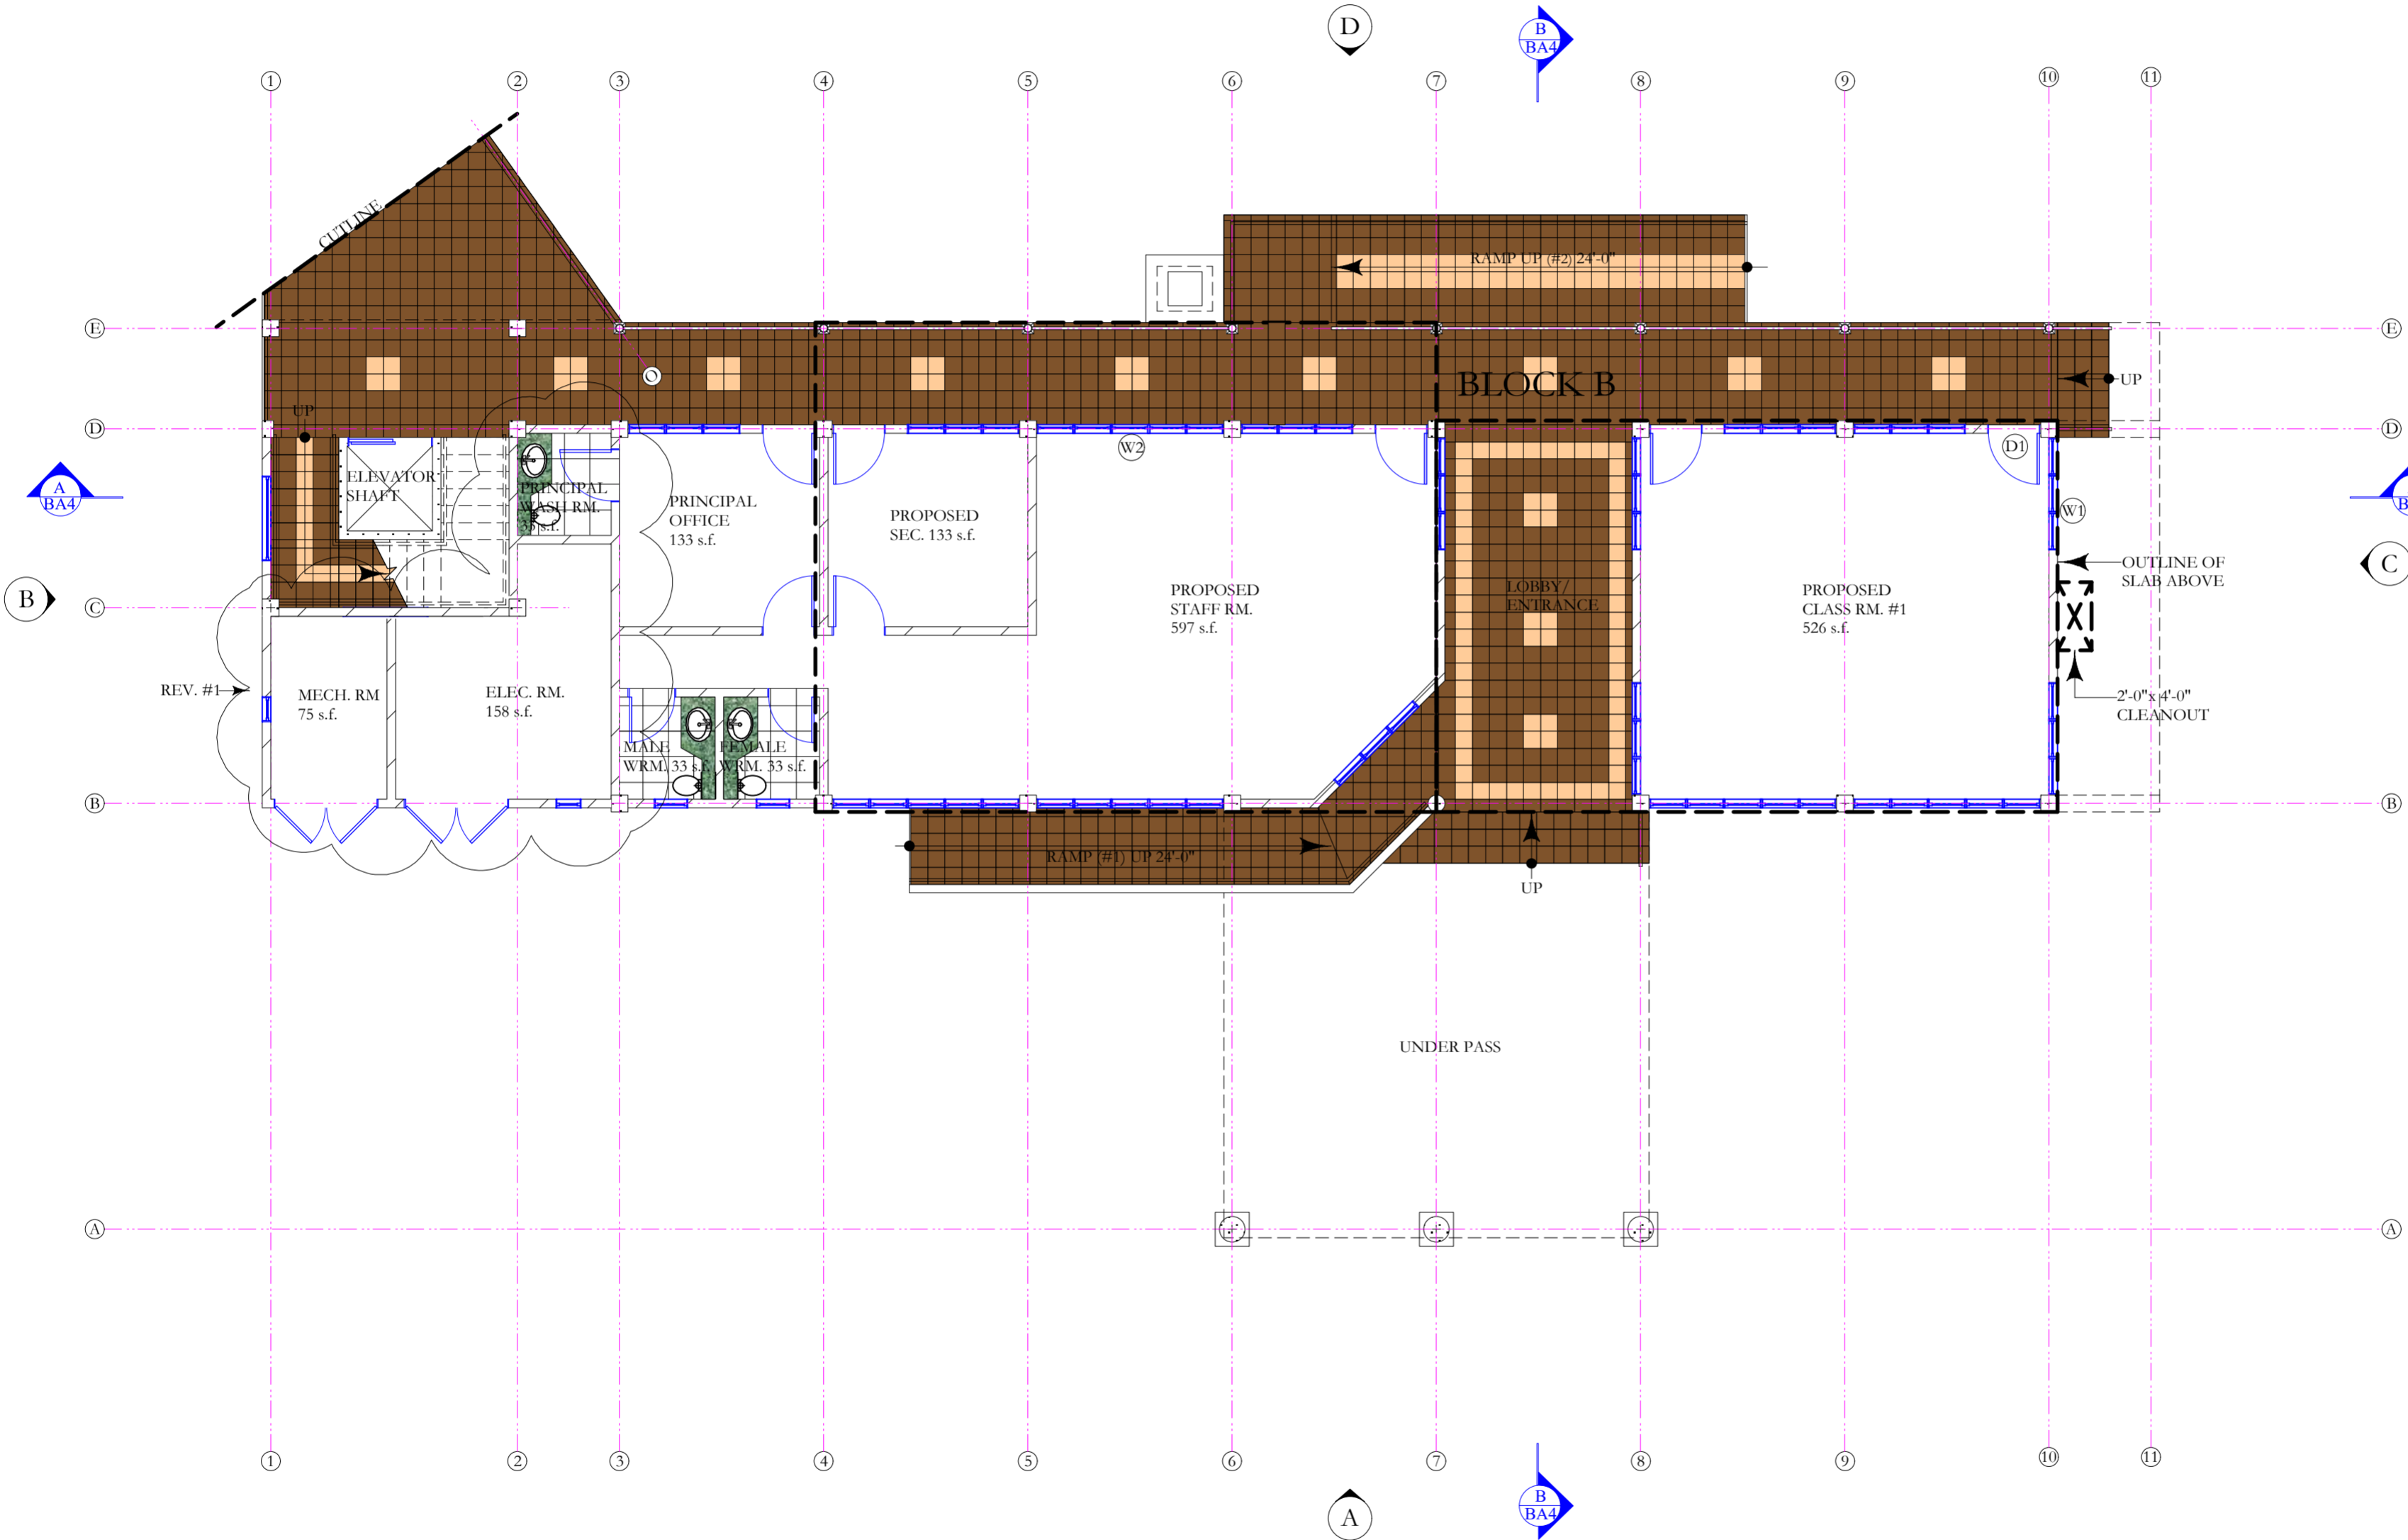 D
B
BA4
1
2
3
4
5
6
7
8
9
10
11
CUTLINE
RAMP UP (#2) 24'-0"
E
E
BLOCK B
UP
UP
D
D
W2
D1
A
BA4
ELEVATOR
SHAFT
PRINCIPAL
WASH RM.
PRINCIPAL
OFFICE
133 s.f.
PROPOSED
SEC. 133 s.f.
W1
B
OUTLINE OF
SLAB ABOVE
C
B
C
PROPOSED
STAFF RM.
597 s.f.
LOBBY/
ENTRANCE
PROPOSED
CLASS RM. #1
526 s.f.
REV. #1
MECH. RM
75 s.f.
ELEC. RM.
158 s.f.
2'-0"x 4'-0"
CLEANOUT
MALE
WRM. 33 s.f.
FEMALE
WRM. 33 s.f.
B
B
RAMP (#1) UP 24'-0"
UP
UNDER PASS
A
A
1
2
3
4
5
6
7
8
9
10
11
A
B
BA4